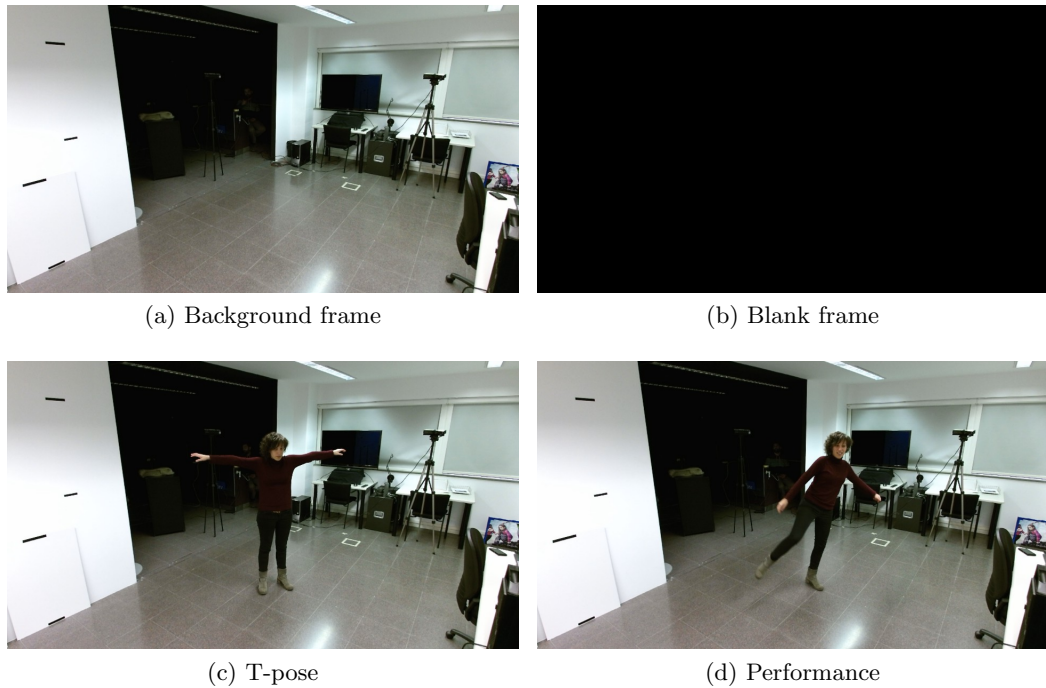 (a) Background frame
(b) Blank frame
(c) T-pose
(d) Performance